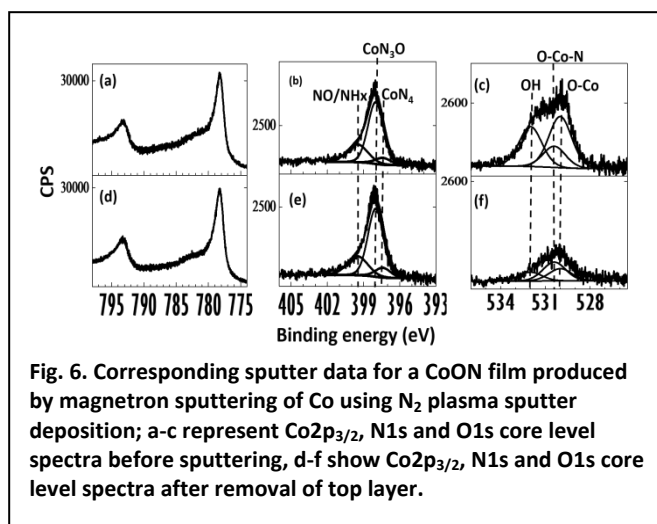 CoN₃O
O-Co-N
30000
(a)
(b)
NO/NHx
CoN₄
(c)
OH
O-Co
2500
2600
CPS
30000
(d)
(e)
2500
2600
(f)
795 790 785 780 774
405 402 399 396 393
534 531 528
Binding energy (eV)
Fig. 6. Corresponding sputter data for a CoON film produced
by magnetron sputtering of Co using N₂ plasma sputter
deposition; a-c represent Co2p₃/₂, N1s and O1s core level
spectra before sputtering, d-f show Co2p₃/₂, N1s and O1s core
level spectra after removal of top layer.